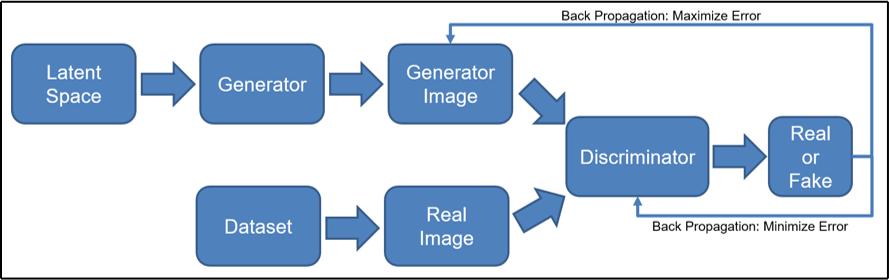 Back Propagation: Maximize Error
Latent
Space
Generator
Generator
Image
Discriminator
Real
or
Fake
Dataset
Real
Image
Back Propagation: Minimize Error